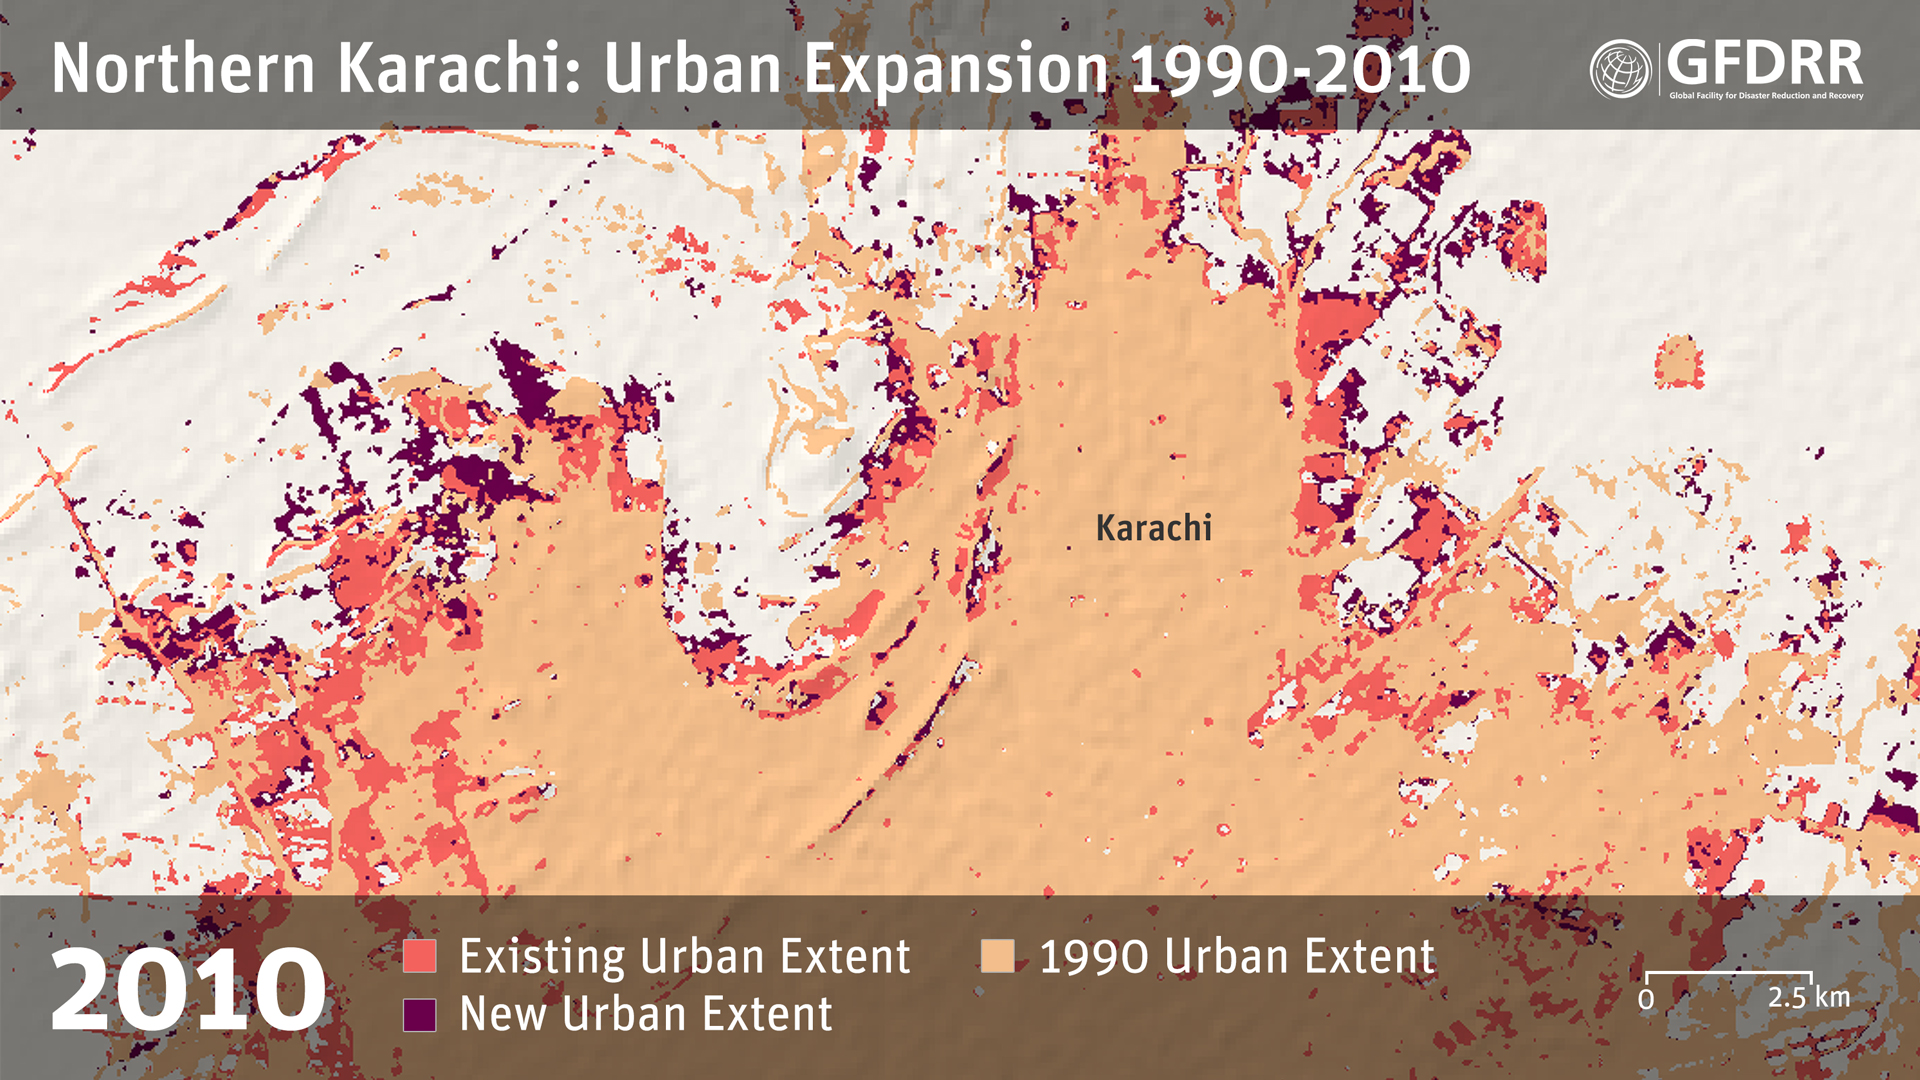 Northern Karachi: Urban Expansion 1990-2010
GFDRR
Global Facility for Disaster Reduction and Recovery
Karachi
2010
Existing Urban Extent
1990 Urban Extent
New Urban Extent
0 2.5 km